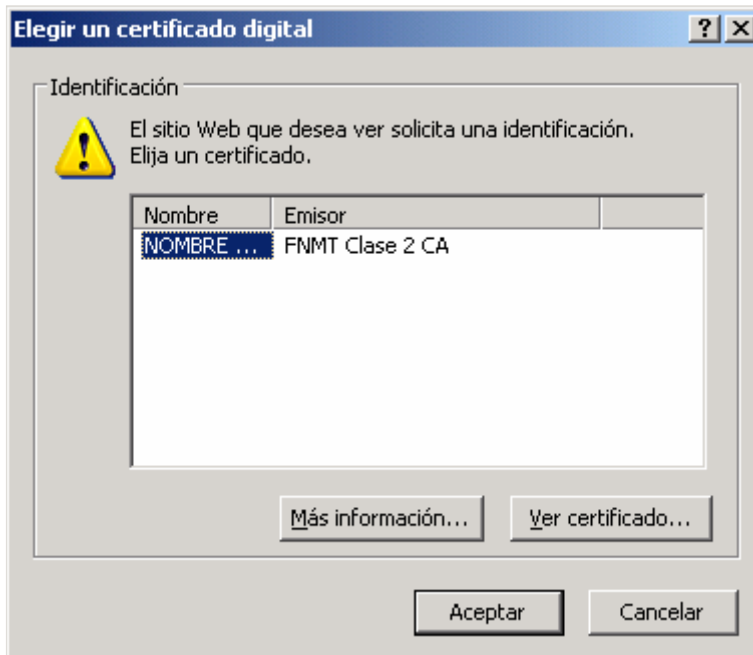 Elegir un certificado digital
Identificación
El sitio Web que desea ver solicita una identificación.
Elija un certificado.
Nombre Emisor
NOMBRE ... FNMT Clase 2 CA
Más información... Ver certificado...
Aceptar Cancelar